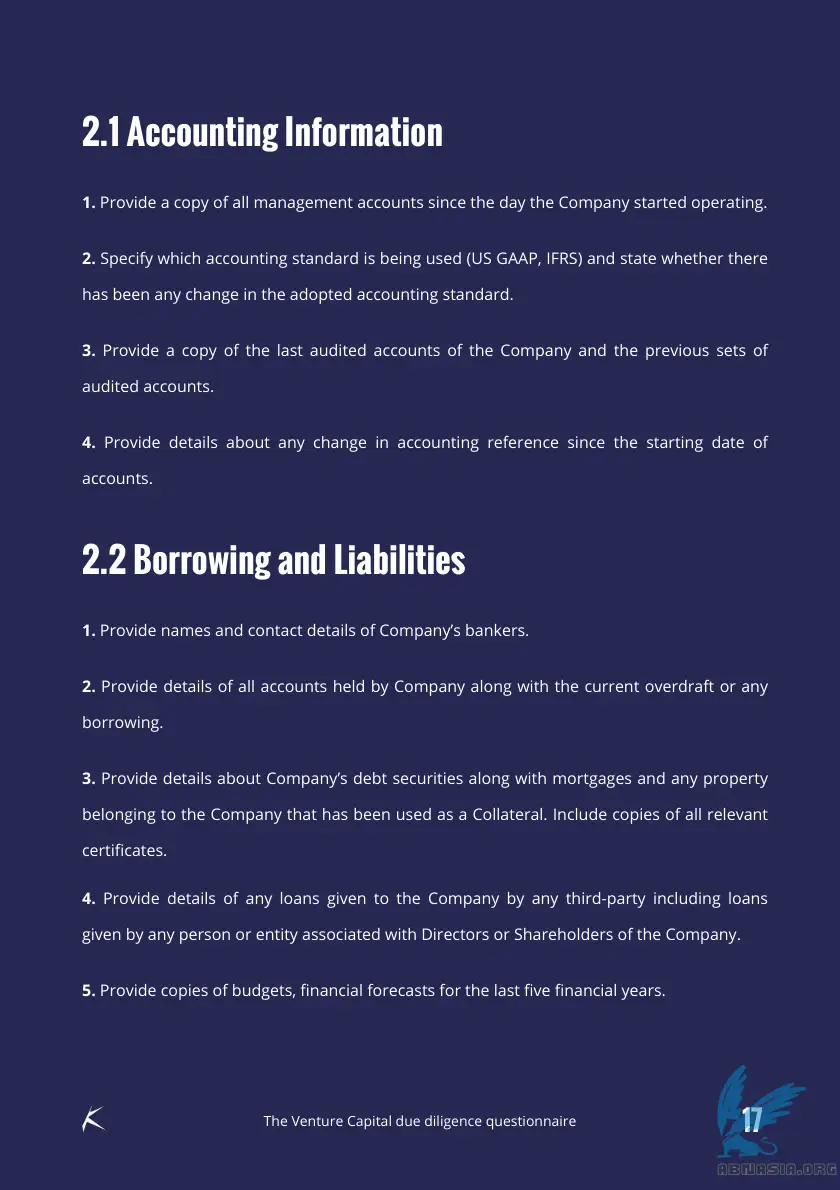 2.1 Accounting Information
1. Provide a copy of all management accounts since the day the Company started operating.
2. Specify which accounting standard is being used (US GAAP, IFRS) and state whether there
has been any change in the adopted accounting standard.
3. Provide a copy of the last audited accounts of the Company and the previous sets of
audited accounts.
4. Provide details about any change in accounting reference since the starting date of
accounts.
2.2 Borrowing and Liabilities
1. Provide names and contact details of Company’s bankers.
2. Provide details of all accounts held by Company along with the current overdraft or any
borrowing.
3. Provide details about Company’s debt securities along with mortgages and any property
belonging to the Company that has been used as a Collateral. Include copies of all relevant
certificates.
4. Provide details of any loans given to the Company by any third-party including loans
given by any person or entity associated with Directors or Shareholders of the Company.
5. Provide copies of budgets, financial forecasts for the last five financial years.
The Venture Capital due diligence questionnaire
17
ABNASIA.ORG